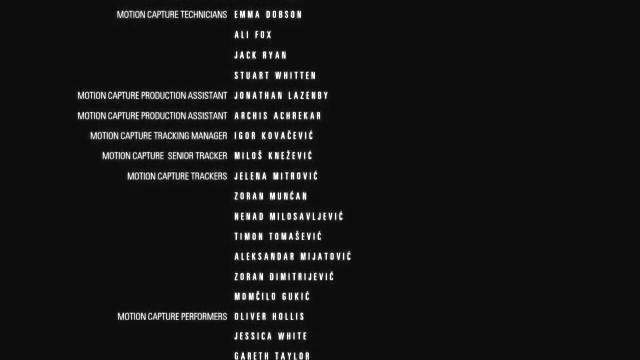 MOTION CAPTURE TECHNICIANS EMMA DOBSON
ALI FOX
JACK RYAN
STUART WHITTEN
MOTION CAPTURE PRODUCTION ASSISTANT JONATHAN LAZENBY
MOTION CAPTURE PRODUCTION ASSISTANT ARCHIS ACHREKAR
MOTION CAPTURE TRACKING MANAGER IGOR KOVAČEVIĆ
MOTION CAPTURE SENIOR TRACKER MILOŠ KNEŽEVIĆ
MOTION CAPTURE TRACKERS JELENA MITROVIĆ
ZORAN MUNĆAN
NENAD MILOSAVLJEVIĆ
TIMON TOMAŠEVIĆ
ALEKSANDAR MIJATOVIĆ
ZORAN DIMITRIJEVIĆ
MOMČILO GUKIĆ
MOTION CAPTURE PERFORMERS OLIVER HOLLIS
JESSICA WHITE
GARETH TAYLOR